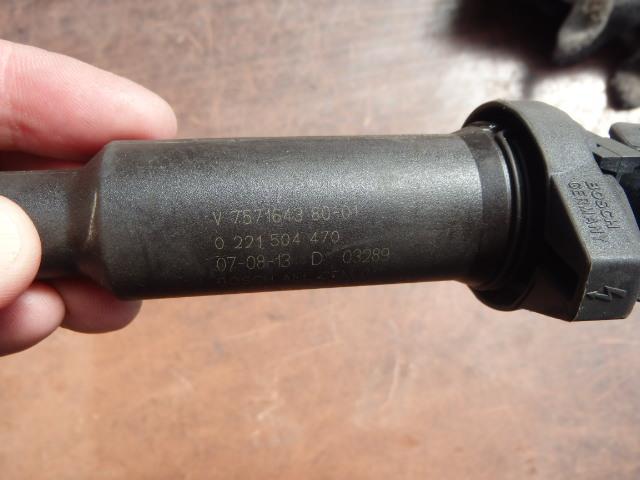 V 7571643 80-01
0 221 504 470
07-08-13 D 03289
BOSCH
GERMANY